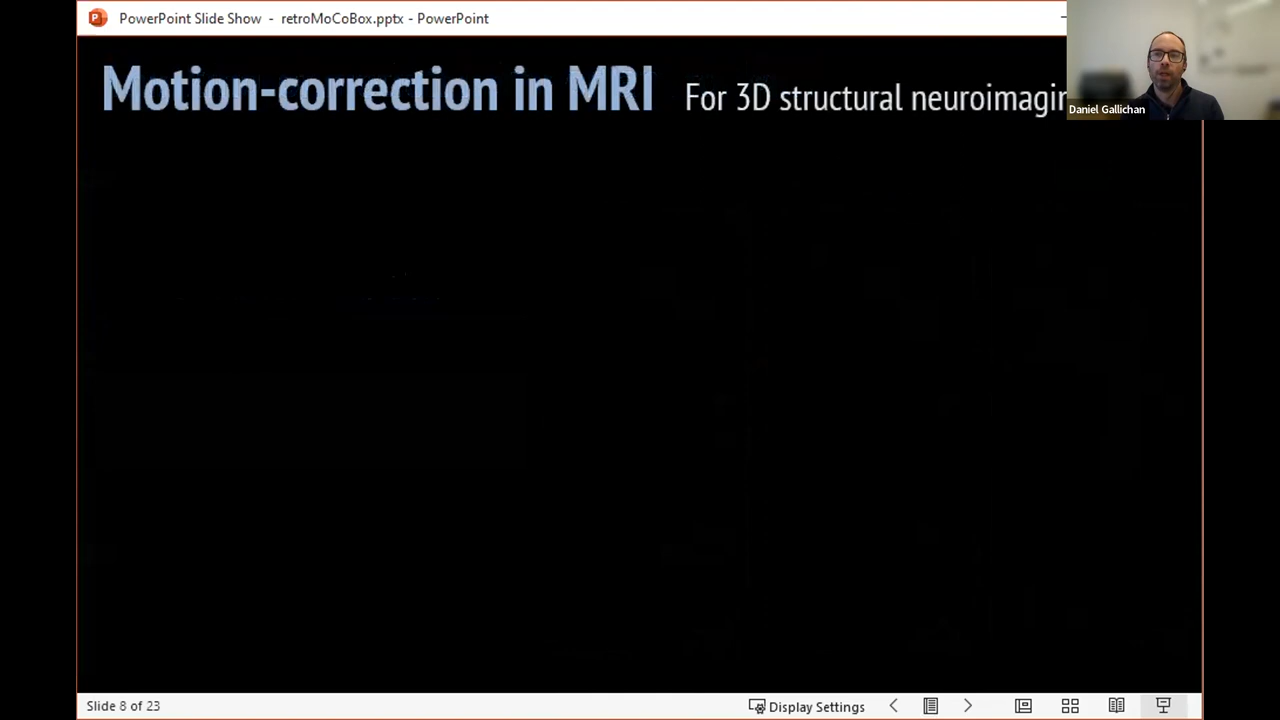 PowerPoint Slide Show - retroMoCoBox.pptx - PowerPoint
Motion-correction in MRI For 3D structural neuroimagin
Daniel Gallichan
Slide 8 of 23
Display Settings